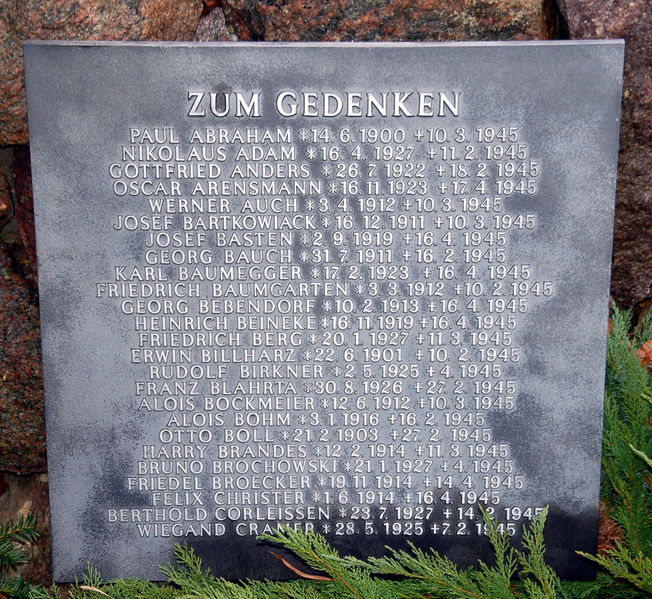 ZUM GEDENKEN
PAUL ABRAHAM *14. 6. 1900 +10. 3. 1945
NIKOLAUS ADAM *16. 4. 1927 +11. 2. 1945
GOTTFRIED ANDERS *26. 7. 1922 +18. 2. 1945
OSCAR ARENSMANN *16. 11. 1923 +17. 4. 1945
WERNER AUCH *3. 4. 1912 +10. 3. 1945
JOSEF BARTKOWIACK *16. 12. 1911 +10. 3. 1945
JOSEF BASTEN *2. 9. 1919 +16. 4. 1945
GEORG BAUCH *31. 7. 1911 +16. 2. 1945
KARL BAUMEGGER *17. 2. 1923 +16. 4. 1945
FRIEDRICH BAUMGARTEN *3. 3. 1912 +10. 2. 1945
GEORG BEBENDORF *10. 2. 1913 +16. 4. 1945
HEINRICH BEINEKE *16. 11. 1919 +16. 4. 1945
FRIEDRICH BERG *20. 1. 1927 +11. 3. 1945
ERWIN BILLHARZ *22. 6. 1901 +10. 2. 1945
RUDOLF BIRKNER *2. 5. 1925 +4. 1945
FRANZ BLAHRTA *30. 8. 1926 +27. 2. 1945
ALOIS BOCKMEIER *12. 6. 1912 +10. 3. 1945
ALOIS BÖHM *3. 1. 1916 +16. 2. 1945
OTTO BOLL *21. 2. 1903 +27. 2. 1945
HARRY BRANDES *12. 2. 1914 +11. 3. 1945
BRUNO BROCHOWSKI *21. 1. 1927 +4. 1945
FRIEDEL BROECKER *19. 11. 1914 +14. 4. 1945
FELIX CHRISTER *1. 6. 1914 +16. 4. 1945
BERTHOLD CORLEISSEN *23. 7. 1927 +14. 2. 1945
WIEGAND CRAMER *28. 5. 1925 +7. 2. 1945